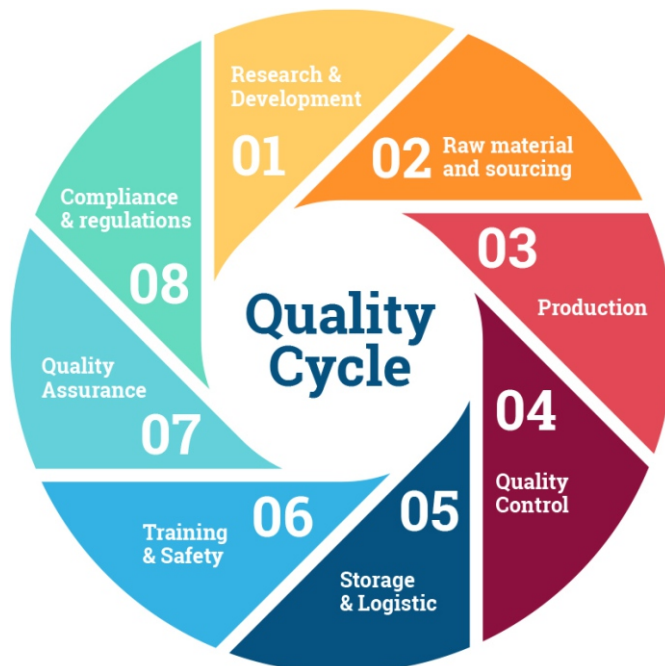 Research &
Development
01
02
Raw material
and sourcing
03
Production
04
Quality
Control
05
Storage
& Logistic
06
Training
& Safety
07
Quality
Assurance
08
Compliance
& regulations
Quality
Cycle